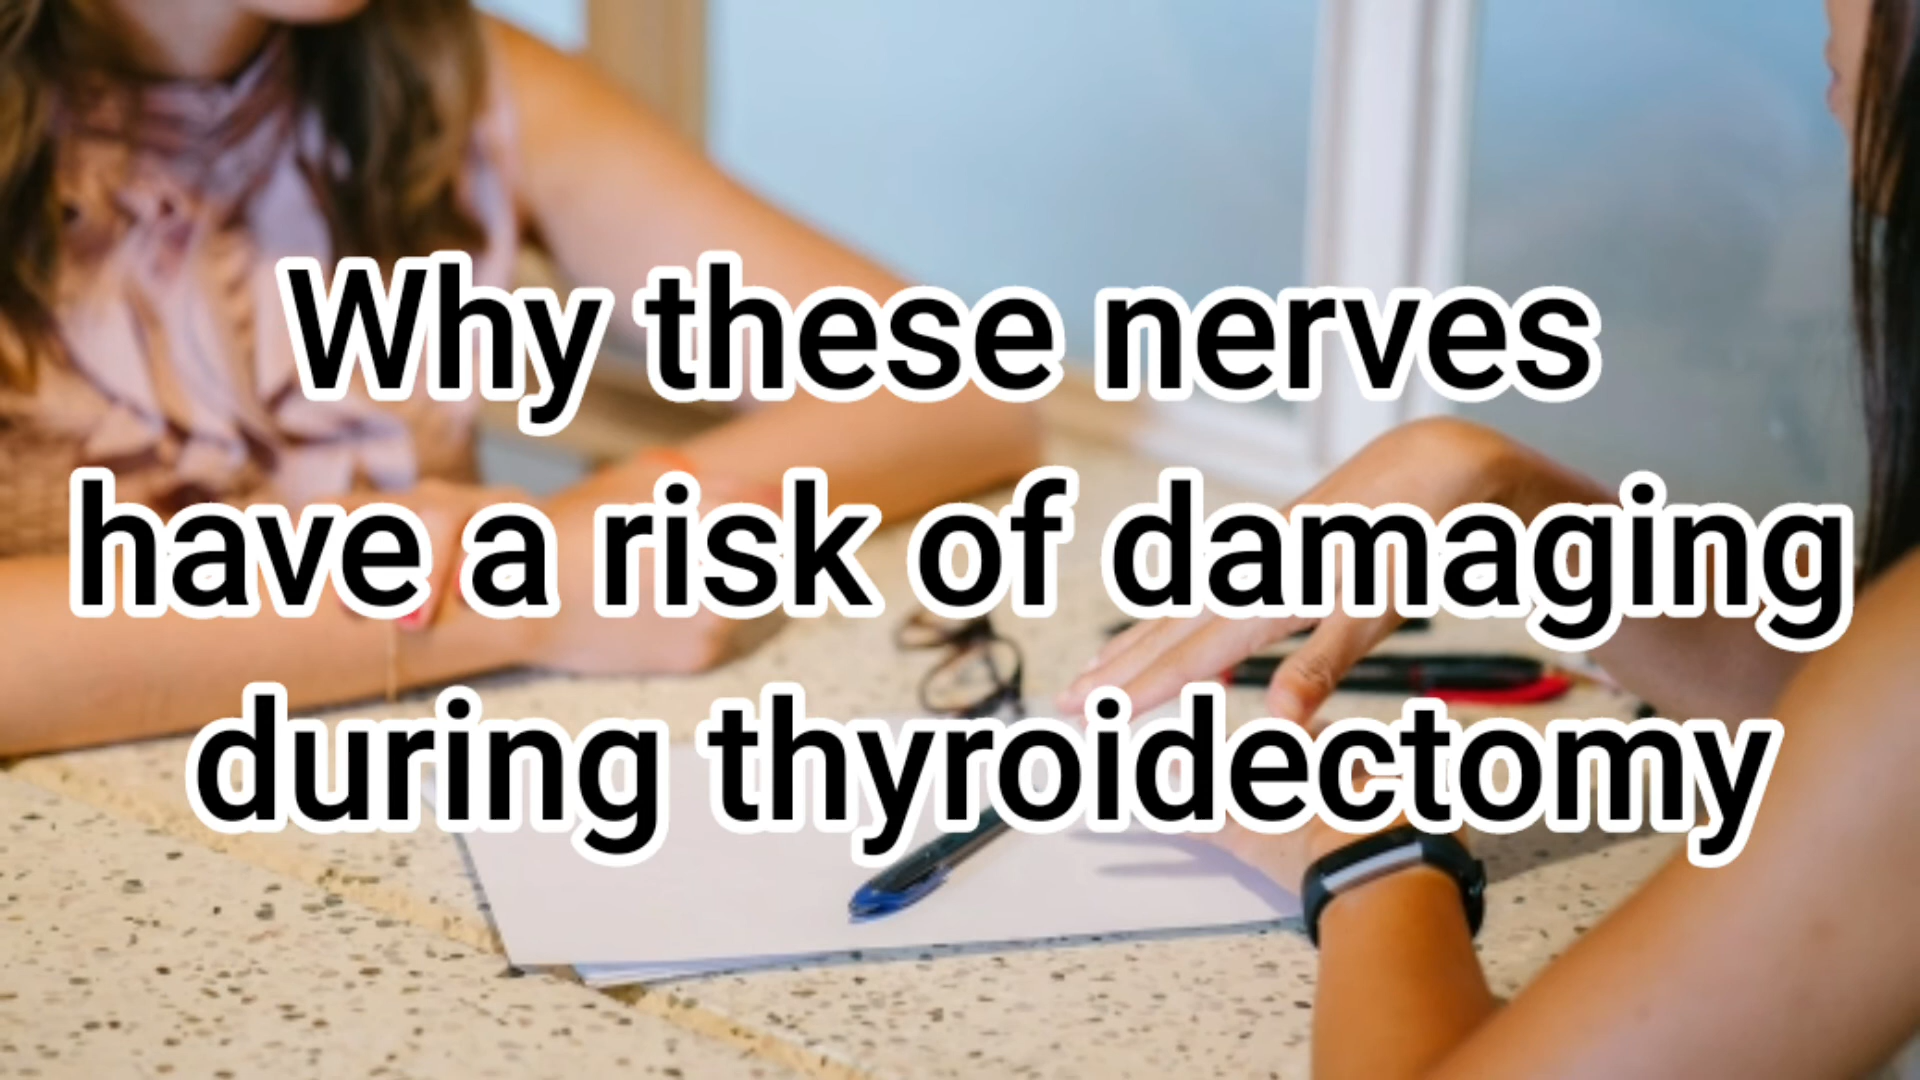 Why these nerves
have a risk of damaging
during thyroidectomy